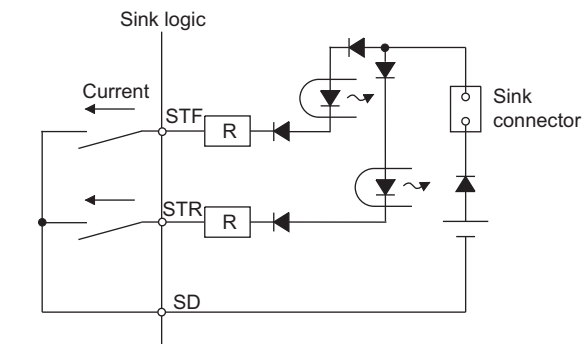 Sink logic
Current
STF
R
Sink
connector
STR
R
SD